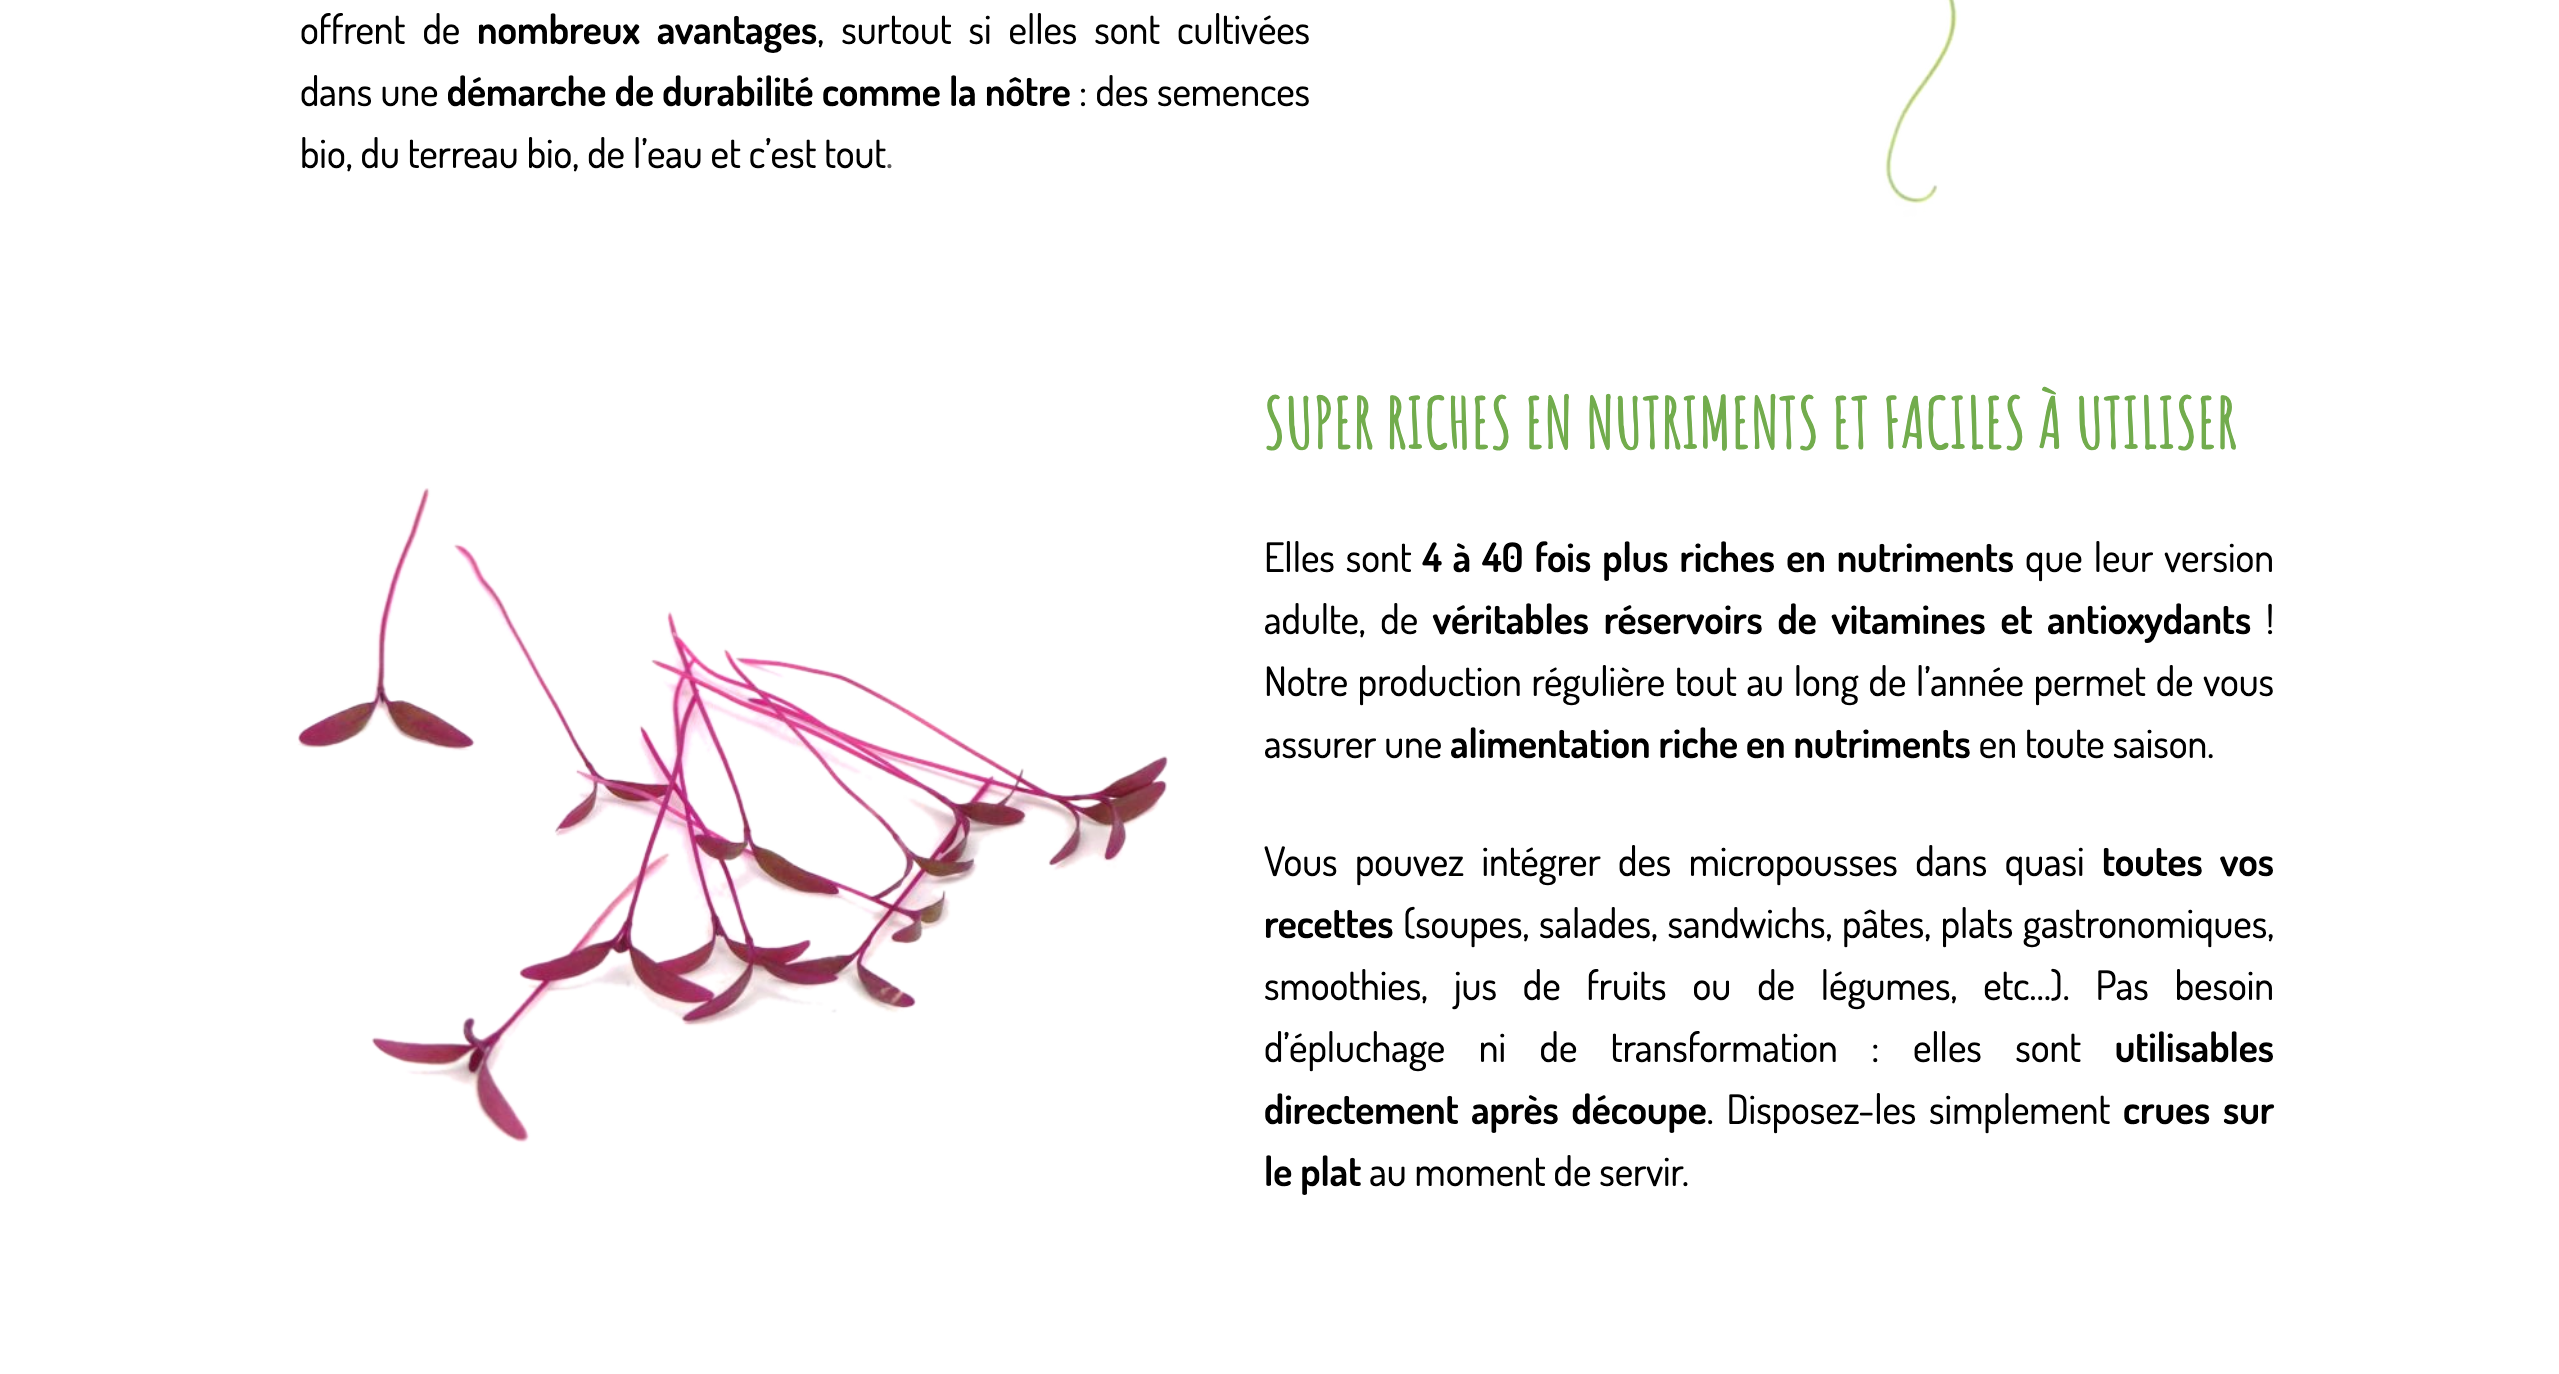 offrent de nombreux avantages, surtout si elles sont cultivées
dans une démarche de durabilité comme la nôtre : des semences
bio, du terreau bio, de l’eau et c’est tout.
SUPER RICHES EN NUTRIMENTS ET FACILES À UTILISER
Elles sont 4 à 40 fois plus riches en nutriments que leur version
adulte, de véritables réservoirs de vitamines et antioxydants !
Notre production régulière tout au long de l’année permet de vous
assurer une alimentation riche en nutriments en toute saison.
Vous pouvez intégrer des micropousses dans quasi toutes vos
recettes (soupes, salades, sandwichs, pâtes, plats gastronomiques,
smoothies, jus de fruits ou de légumes, etc…). Pas besoin
d’épluchage ni de transformation : elles sont utilisables
directement après découpe. Disposez-les simplement crues sur
le plat au moment de servir.